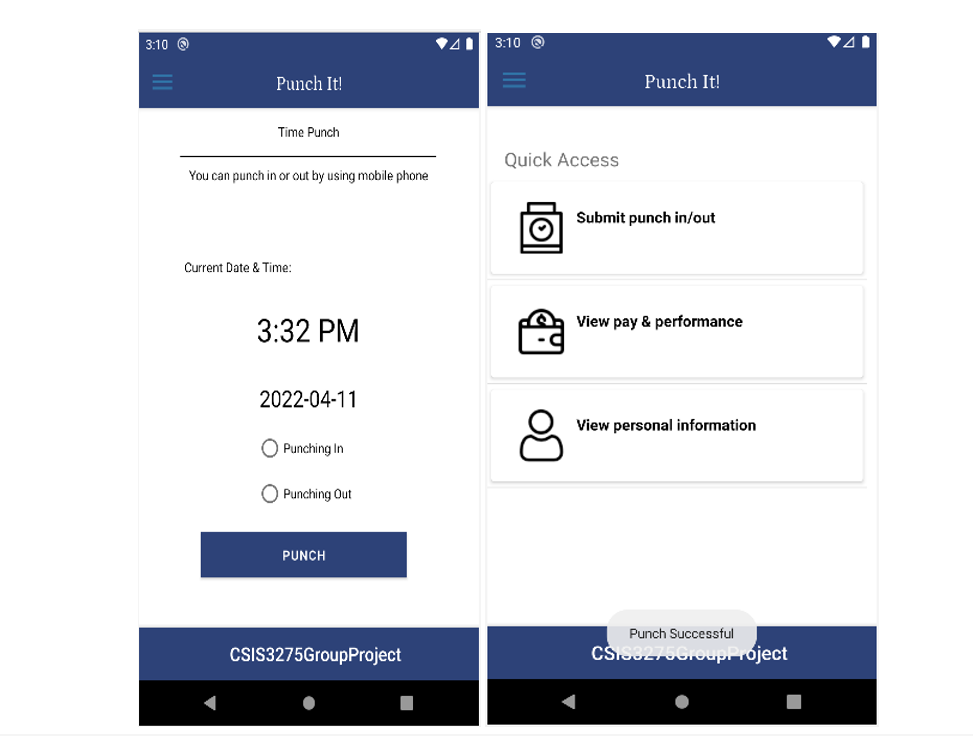 3:10
Punch It!
Time Punch
You can punch in or out by using mobile phone
Current Date & Time:
3:32 PM
2022-04-11
Punching In
Punching Out
PUNCH
CSIS3275GroupProject
3:10
Punch It!
Quick Access
Submit punch in/out
View pay & performance
View personal information
Punch Successful
CSIS3275GroupProject